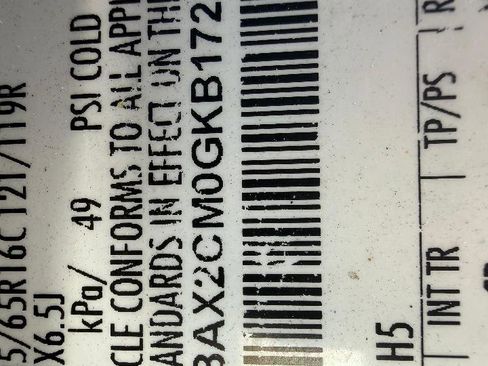 5/65R16C 121/119R
X6.5J
kPa/ 49 PSI COLD
CLE CONFORMS TO ALL APPL
ANDARDS IN EFFECT ON TH
BAX2CM0GKB172
H5
INT TR TP/PS R